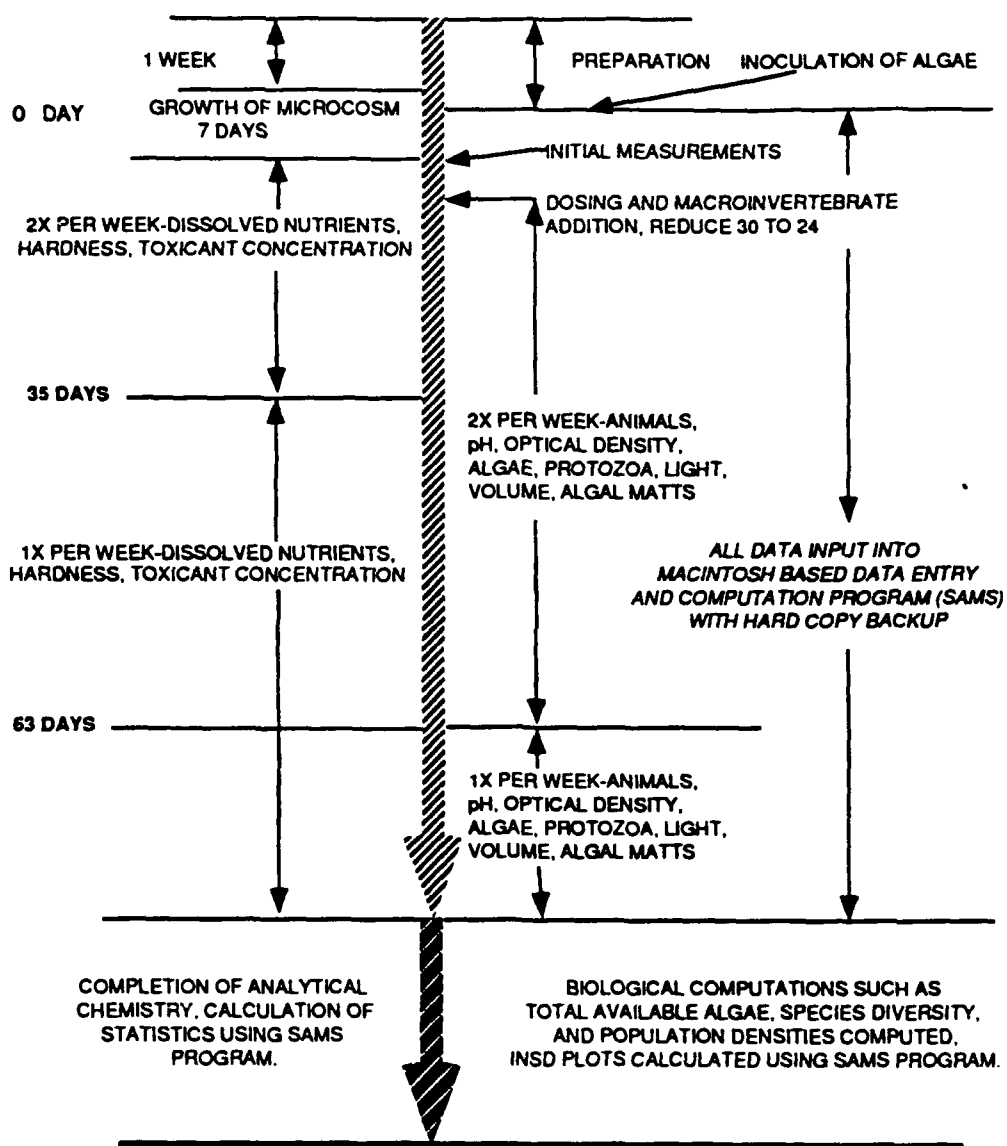 1 WEEK
PREPARATION
INOCULATION OF ALGAE
0 DAY
GROWTH OF MICROCOSM
7 DAYS
INITIAL MEASUREMENTS
2X PER WEEK-DISSOLVED NUTRIENTS,
HARDNESS, TOXICANT CONCENTRATION
DOSING AND MACROINVERTEBRATE
ADDITION, REDUCE 30 TO 24
35 DAYS
2X PER WEEK-ANIMALS,
pH, OPTICAL DENSITY,
ALGAE, PROTOZOA, LIGHT,
VOLUME, ALGAL MATTS
1X PER WEEK-DISSOLVED NUTRIENTS,
HARDNESS, TOXICANT CONCENTRATION
ALL DATA INPUT INTO
MACINTOSH BASED DATA ENTRY
AND COMPUTATION PROGRAM (SAMS)
WITH HARD COPY BACKUP
63 DAYS
1X PER WEEK-ANIMALS,
pH, OPTICAL DENSITY,
ALGAE, PROTOZOA, LIGHT,
VOLUME, ALGAL MATTS
COMPLETION OF ANALYTICAL
CHEMISTRY, CALCULATION OF
STATISTICS USING SAMS
PROGRAM.
BIOLOGICAL COMPUTATIONS SUCH AS
TOTAL AVAILABLE ALGAE, SPECIES DIVERSITY,
AND POPULATION DENSITIES COMPUTED,
INSD PLOTS CALCULATED USING SAMS PROGRAM.